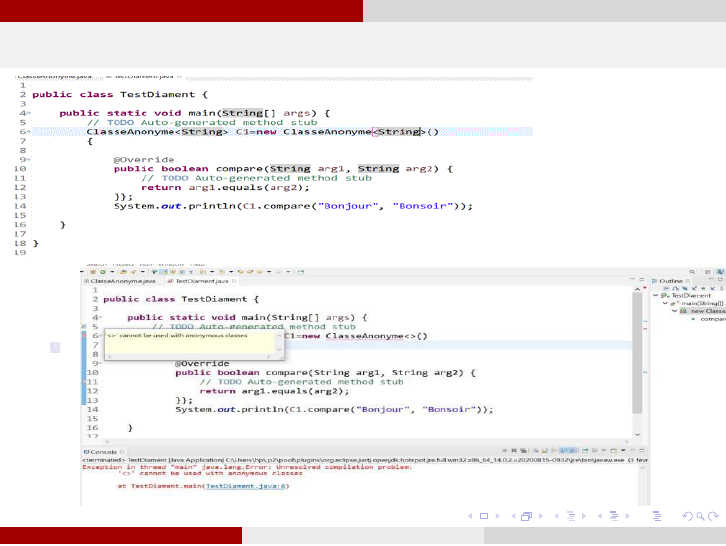 ClasseAnonyme.java TestDiament.java
1
2 public class TestDiament {
3
4 public static void main(String[] args) {
5 // TODO Auto-generated method stub
6 ClasseAnonyme<String> C1=new ClasseAnonyme<String>()
7 {
8
9 @Override
10 public boolean compare(String arg1, String arg2) {
11 // TODO Auto-generated method stub
12 return arg1.equals(arg2);
13 }};
14 System.out.println(C1.compare("Bonjour", "Bonsoir"));
15
16 }
17
18 }
19
ClasseAnonyme.java TestDiament.java Outline
1
2 public class TestDiament {
3
4 public static void main(String[] args) {
5 // TODO Auto-generated method stub
6 C1=new ClasseAnonyme<>()
'<>' cannot be used with anonymous classes
7
8
9 @Override
10 public boolean compare(String arg1, String arg2) {
11 // TODO Auto-generated method stub
12 return arg1.equals(arg2);
13 }};
14 System.out.println(C1.compare("Bonjour", "Bonsoir"));
15
16 }
17
TestDiament
main(String[])
new Classe
compar
Console
<terminated> TestDiament [Java Application] C:\Users\hp\.p2\pool\plugins\org.eclipse.justj.openjdk.hotspot.jre.full.win32.x86_64_14.0.2.v20200815-0932\jre\bin\javaw.exe (3 févr
Exception in thread "main" java.lang.Error: Unresolved compilation problem:
'<>' cannot be used with anonymous classes
at TestDiament.main(TestDiament.java:6)